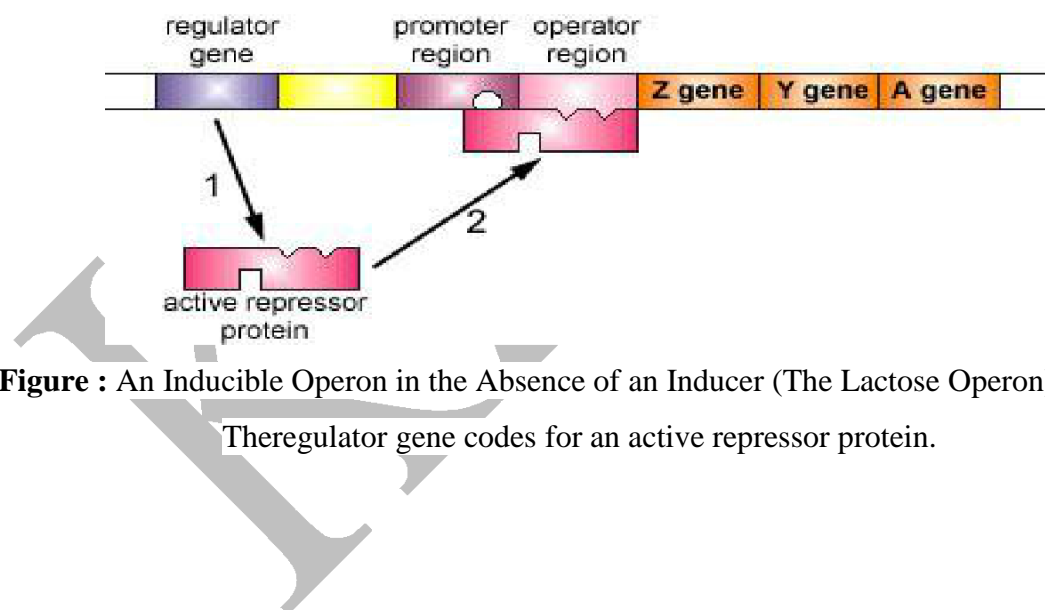 regulator gene
promoter region
operator region
Z gene
Y gene
A gene
1
2
active repressor
protein
Figure : An Inducible Operon in the Absence of an Inducer (The Lactose Operon
Theregulator gene codes for an active repressor protein.